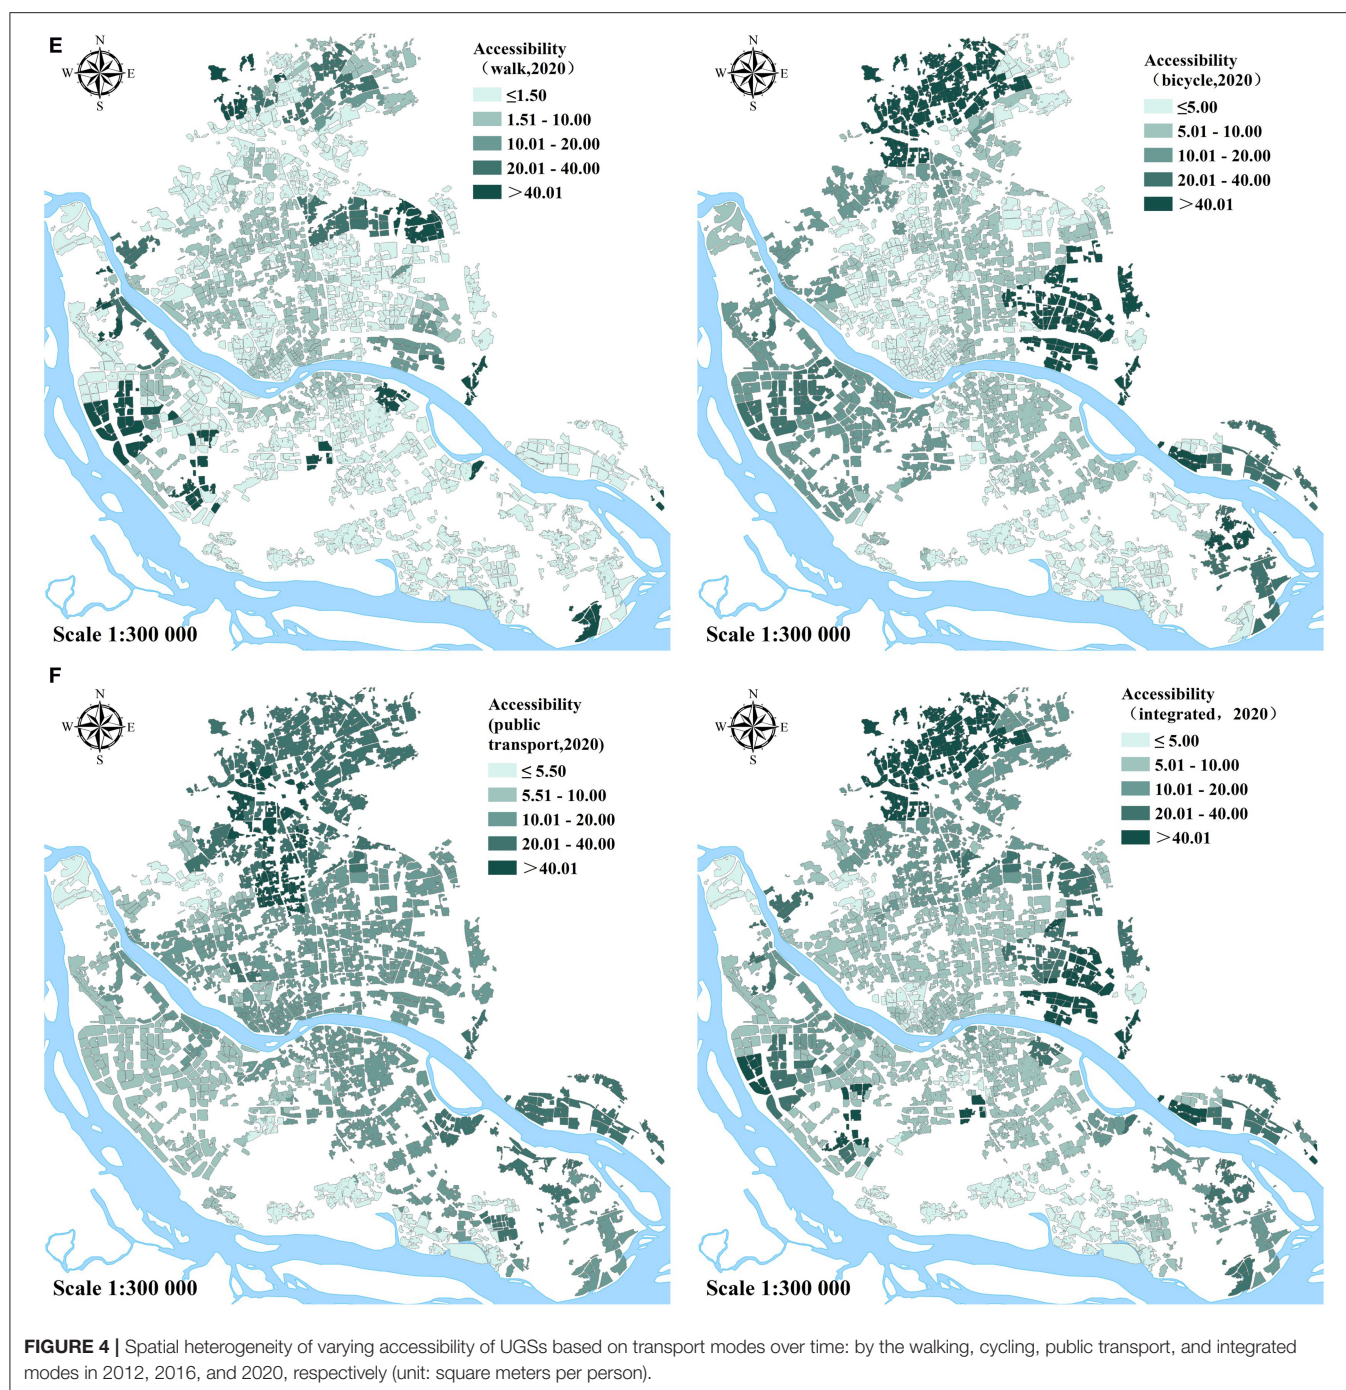 E
N
W E
S
Accessibility
（walk,2020）
≤1.50
1.51 - 10.00
10.01 - 20.00
20.01 - 40.00
＞40.01
Scale 1:300 000
N
W E
S
Accessibility
（bicycle,2020）
≤5.00
5.01 - 10.00
10.01 - 20.00
20.01 - 40.00
＞40.01
F
N
W E
S
Accessibility
(public
transport,2020)
≤ 5.50
5.51 - 10.00
10.01 - 20.00
20.01 - 40.00
＞40.01
Scale 1:300 000
N
W E
S
Accessibility
（integrated，2020）
≤ 5.00
5.01 - 10.00
10.01 - 20.00
20.01 - 40.00
＞40.01
Scale 1:300 000
Scale 1:300 000
FIGURE 4 | Spatial heterogeneity of varying accessibility of UGSs based on transport modes over time: by the walking, cycling, public transport, and integrated
modes in 2012, 2016, and 2020, respectively (unit: square meters per person).